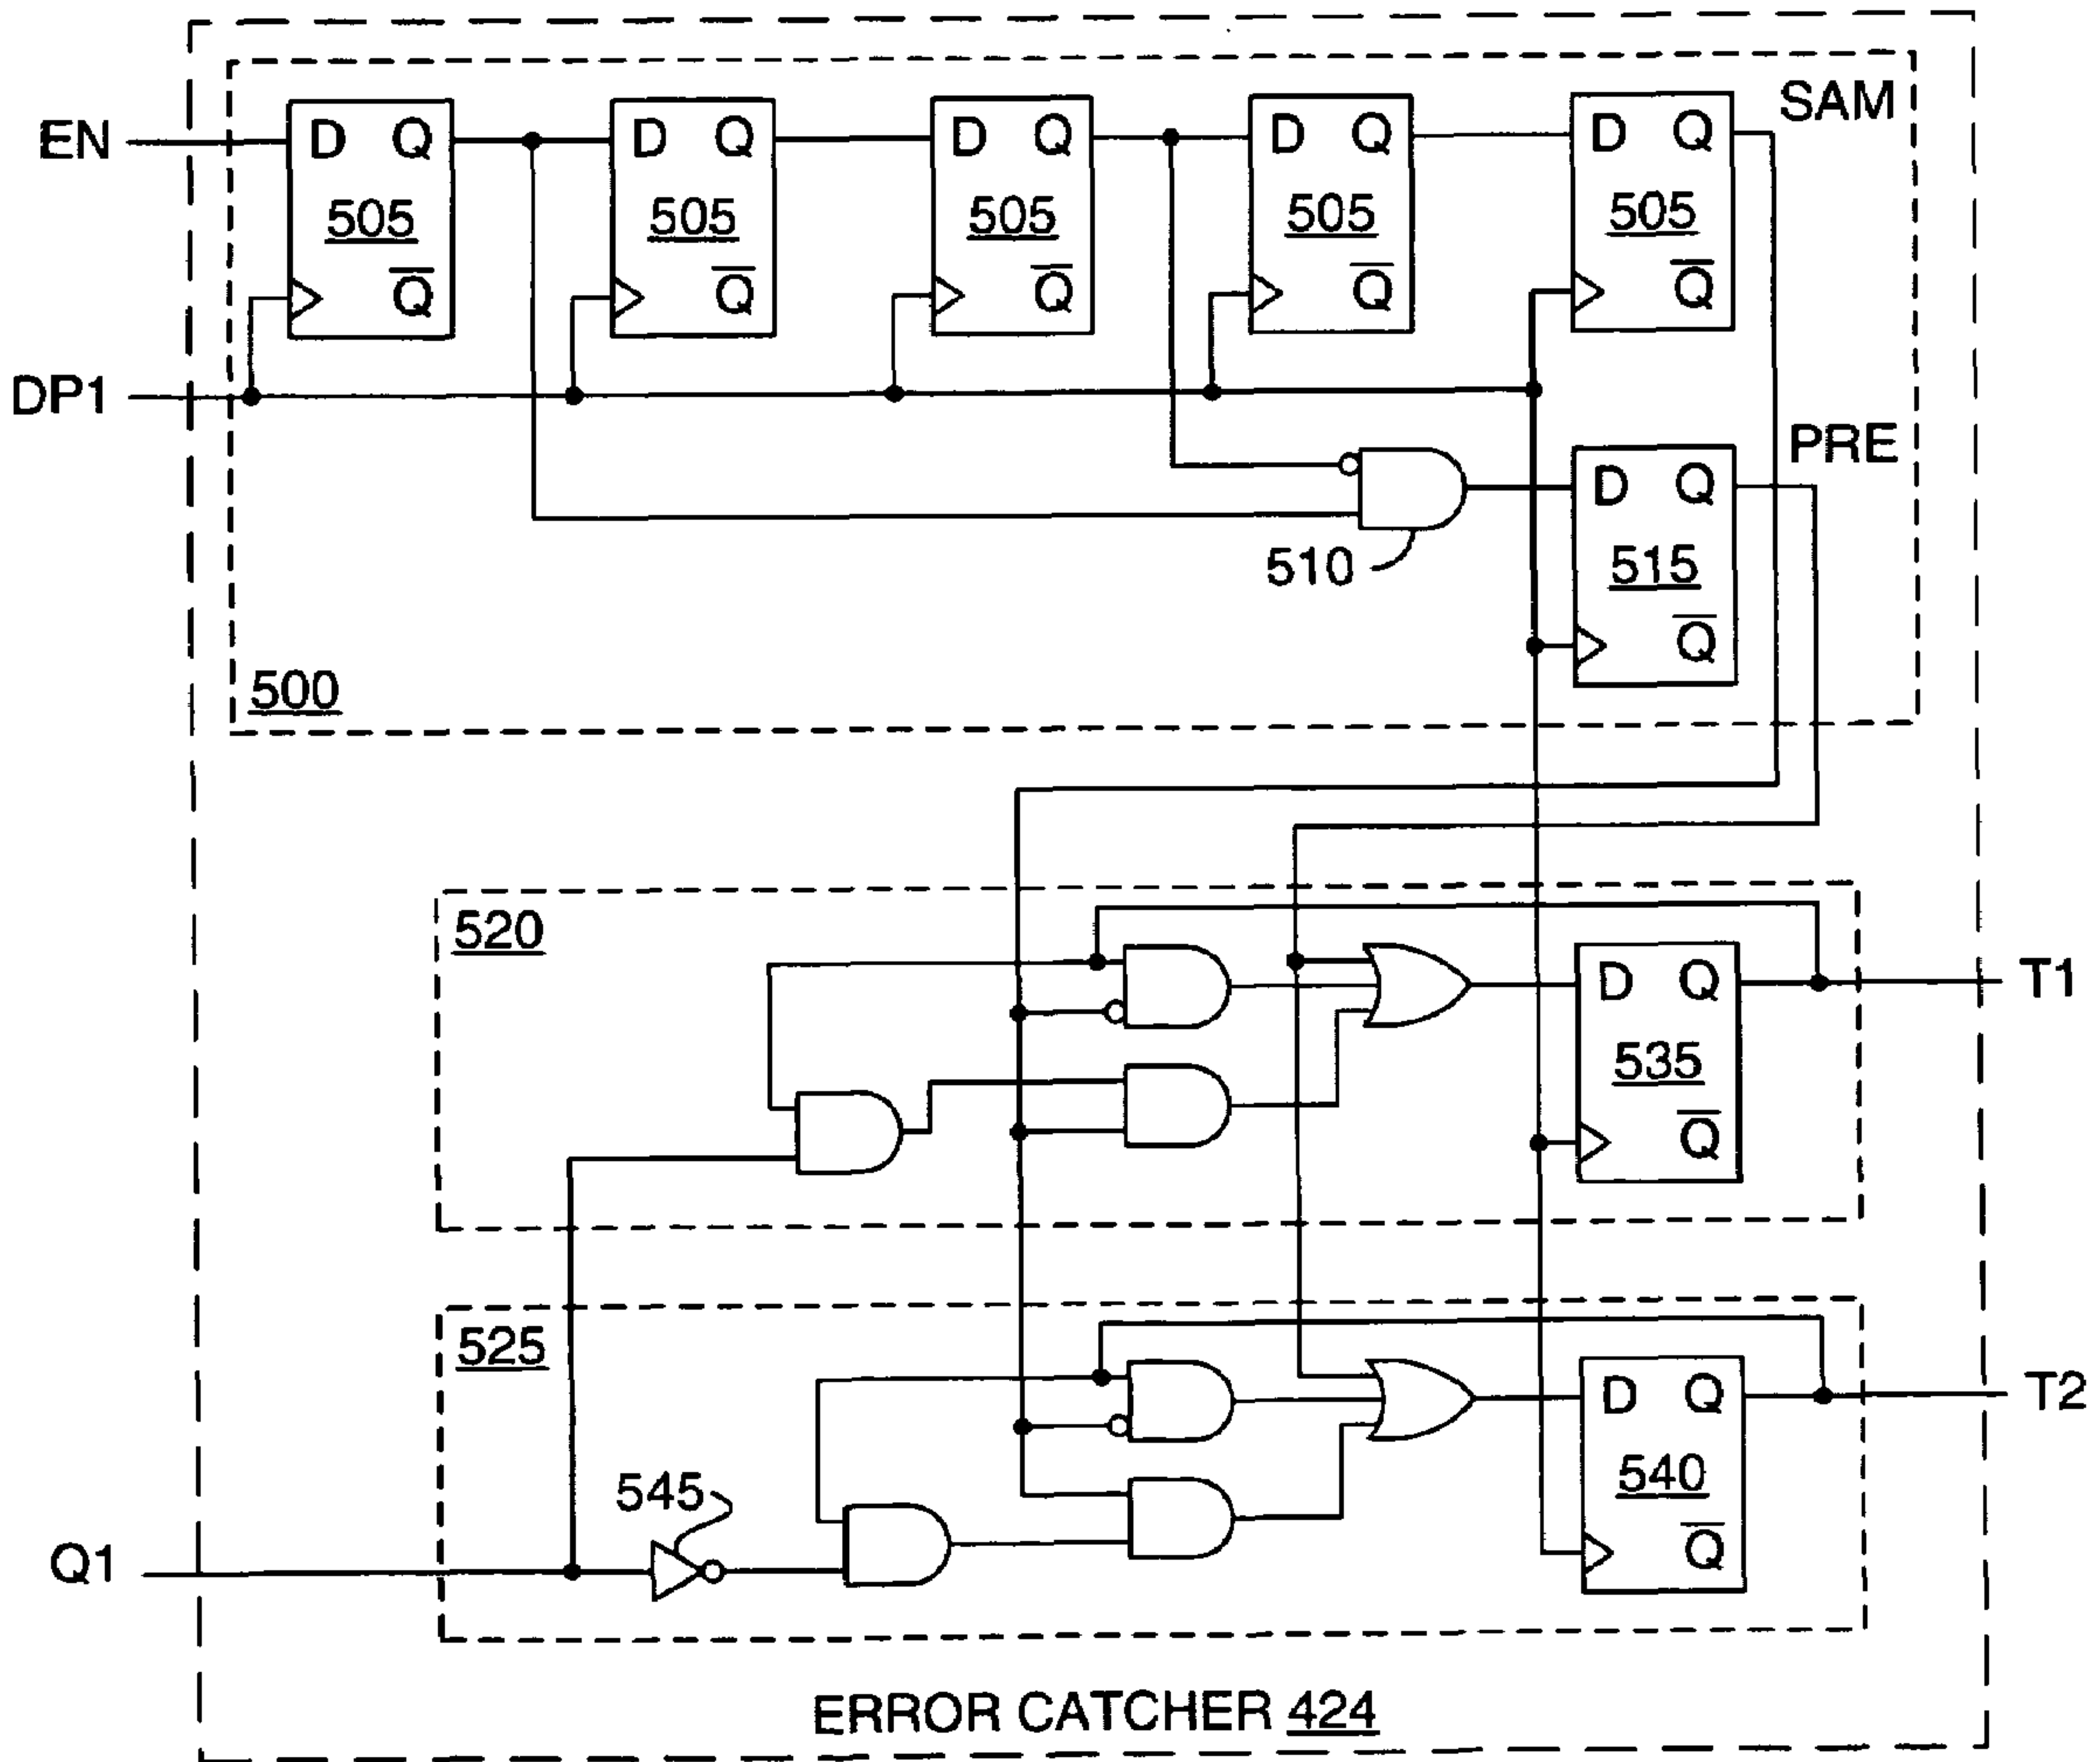 SAM
EN
D Q
505
Q
D Q
505
Q
D Q
505
Q
D Q
505
Q
D Q
505
Q
DP1
PRE
D Q
515
Q
510
500
520
D Q
535
Q
T1
525
D Q
540
Q
T2
545
Q1
ERROR CATCHER 424